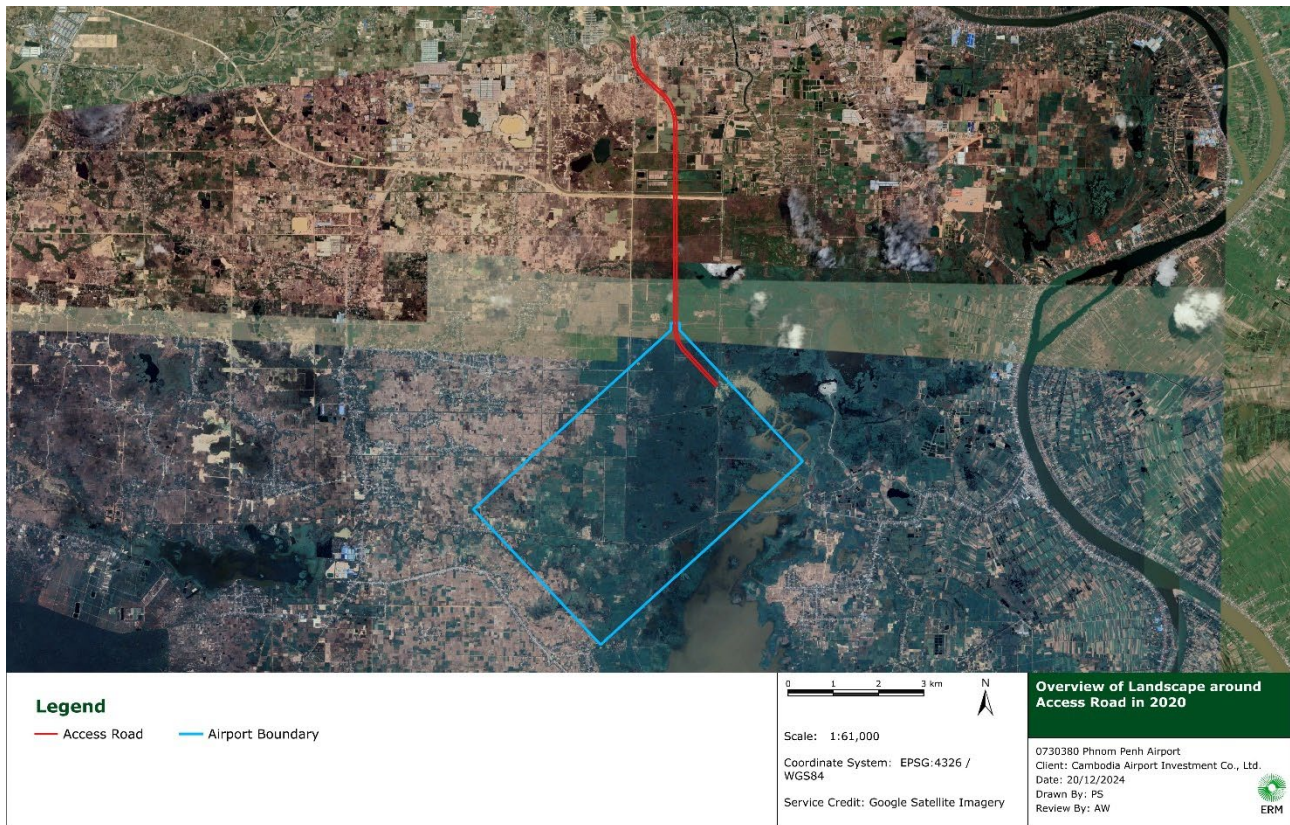 Legend
Access Road
Airport Boundary
0 1 2 3 km
N
Scale: 1:61,000
Coordinate System: EPSG:4326 /
WGS84
Service Credit: Google Satellite Imagery
Overview of Landscape around
Access Road in 2020
0730380 Phnom Penh Airport
Client: Cambodia Airport Investment Co., Ltd.
Date: 20/12/2024
Drawn By: PS
Review By: AW
ERM